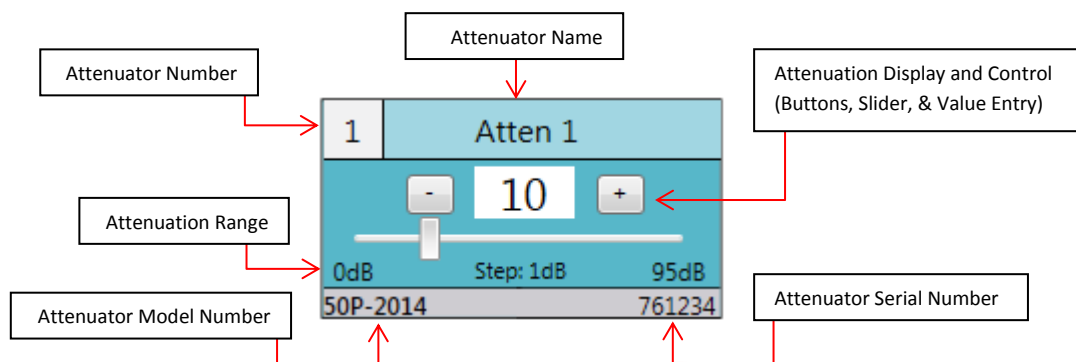 Attenuator Name
Attenuator Number
Attenuation Display and Control
(Buttons, Slider, & Value Entry)
1
Atten 1
-
10
+
Attenuation Range
0dB
Step: 1dB
95dB
50P-2014
761234
Attenuator Model Number
Attenuator Serial Number